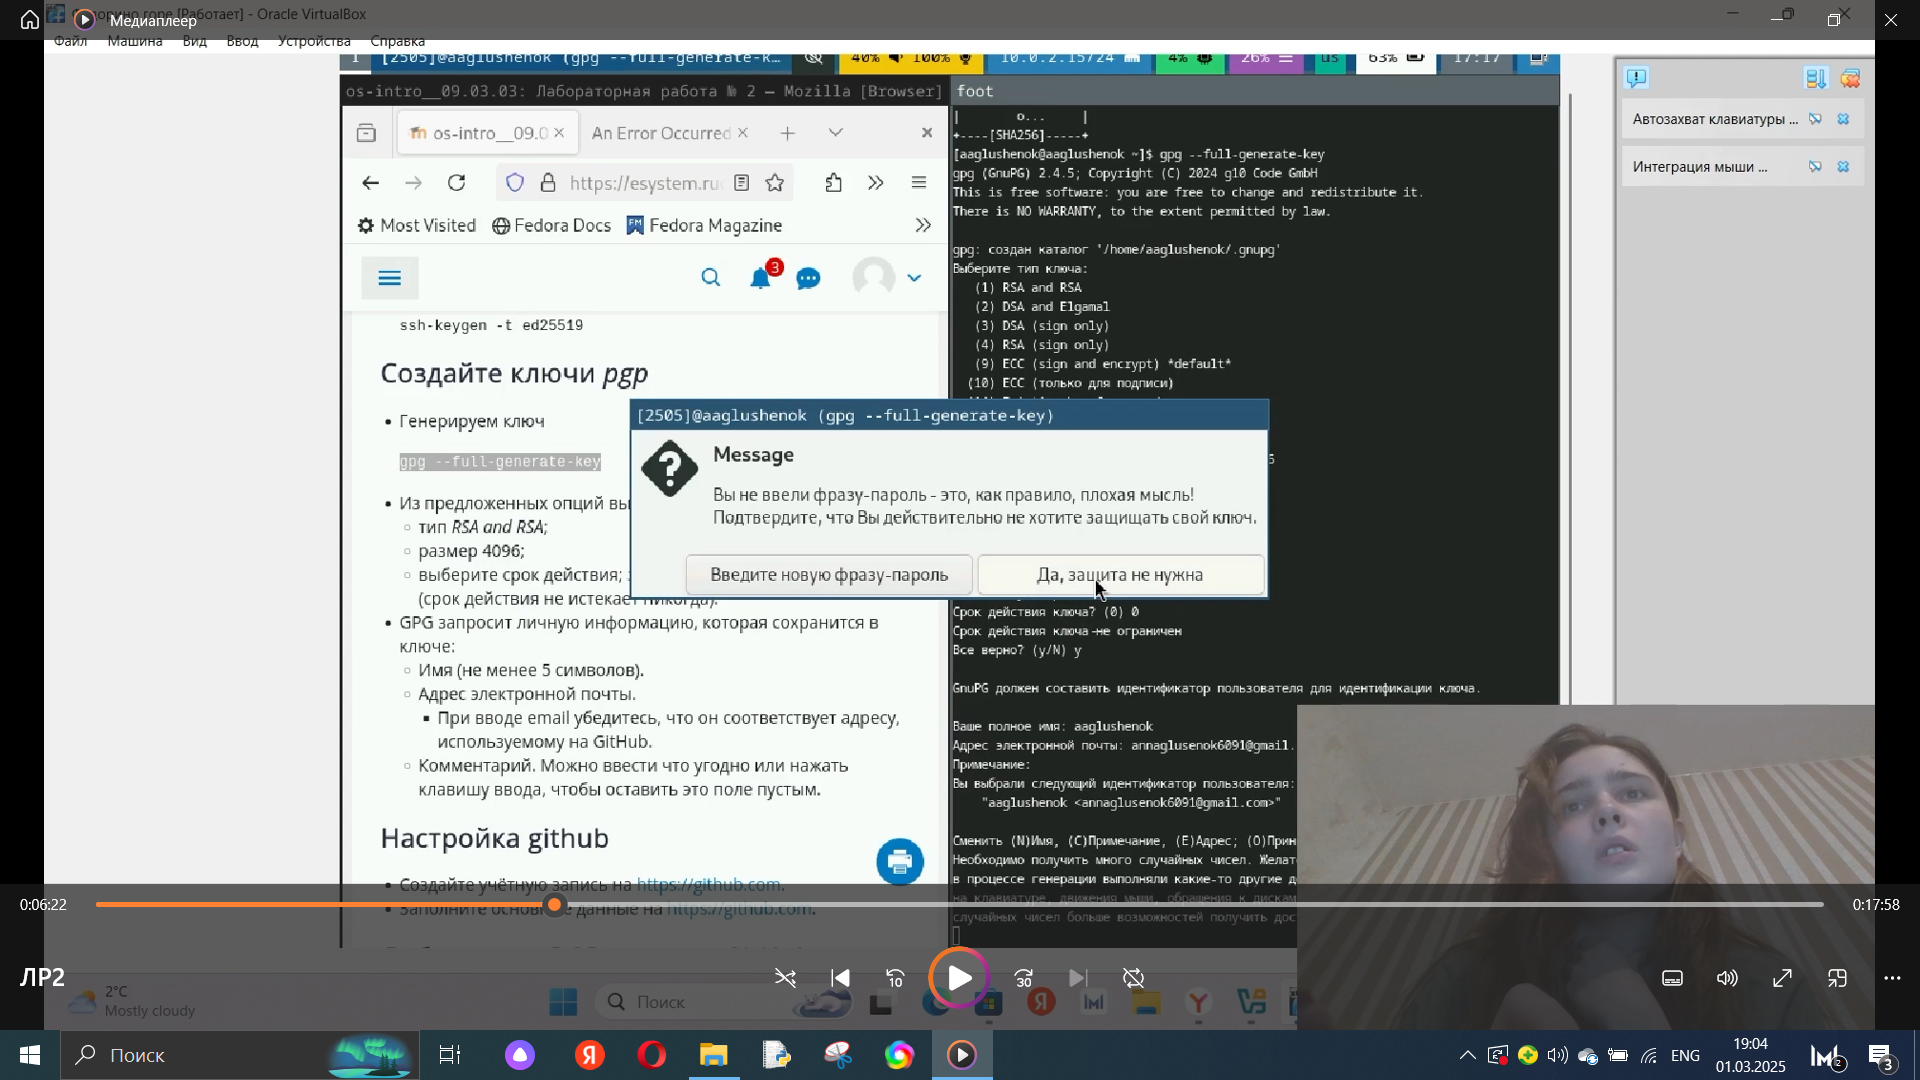 Медиаплеер
[Работает] - Oracle VirtualBox
Файл Машина Вид Ввод Устройства Справка
1 [2505]@aaglushenok (gpg --full-generate-k… 40% 100% 10.0.2.15/24 4% 26% us 63% 17:17
os-intro__09.03.03: Лабораторная работа № 2 — Mozilla [Browser]
foot
os-intro__09.0
An Error Occurred
https://esystem.ru
Most Visited Fedora Docs Fedora Magazine
3
ssh-keygen -t ed25519
Создайте ключи pgp
Генерируем ключ
gpg --full-generate-key
Из предложенных опций вы
тип RSA and RSA;
размер 4096;
выберите срок действия;
(срок действия не истекает никогда).
GPG запросит личную информацию, которая сохранится в
ключе:
Имя (не менее 5 символов).
Адрес электронной почты.
При вводе email убедитесь, что он соответствует адресу,
используемому на GitHub.
Комментарий. Можно ввести что угодно или нажать
клавишу ввода, чтобы оставить это поле пустым.
Настройка github
Создайте учётную запись на https://github.com.
Заполните основные данные на https://github.com.
| o... |
+----[SHA256]-----+
[aaglushenok@aaglushenok ~]$ gpg --full-generate-key
gpg (GnuPG) 2.4.5; Copyright (C) 2024 g10 Code GmbH
This is free software: you are free to change and redistribute it.
There is NO WARRANTY, to the extent permitted by law.
gpg: создан каталог '/home/aaglushenok/.gnupg'
Выберите тип ключа:
(1) RSA and RSA
(2) DSA and Elgamal
(3) DSA (sign only)
(4) RSA (sign only)
(9) ECC (sign and encrypt) *default*
(10) ECC (только для подписи)
[2505]@aaglushenok (gpg --full-generate-key)
Message
Вы не ввели фразу-пароль - это, как правило, плохая мысль!
Подтвердите, что Вы действительно не хотите защищать свой ключ.
Введите новую фразу-пароль
Да, защита не нужна
Срок действия ключа? (0) 0
Срок действия ключа не ограничен
Все верно? (y/N) y
GnuPG должен составить идентификатор пользователя для идентификации ключа.
Ваше полное имя: aaglushenok
Адрес электронной почты: annaglusenok6091@gmail.
Примечание:
Вы выбрали следующий идентификатор пользователя:
"aaglushenok <annaglusenok6091@gmail.com>"
Сменить (N)Имя, (C)Примечание, (E)Адрес; (O)Прин
Необходимо получить много случайных чисел. Желат
в процессе генерации выполняли какие-то другие д
на клавиатуре, движения мыши, обращения к дискам
случайных чисел больше возможностей получить дос
Автозахват клавиатуры ...
Интеграция мыши ...
0:06:22
0:17:58
ЛР2
10
30
2°C
Mostly cloudy
Поиск
Поиск
ENG
19:04
01.03.2025
2
3